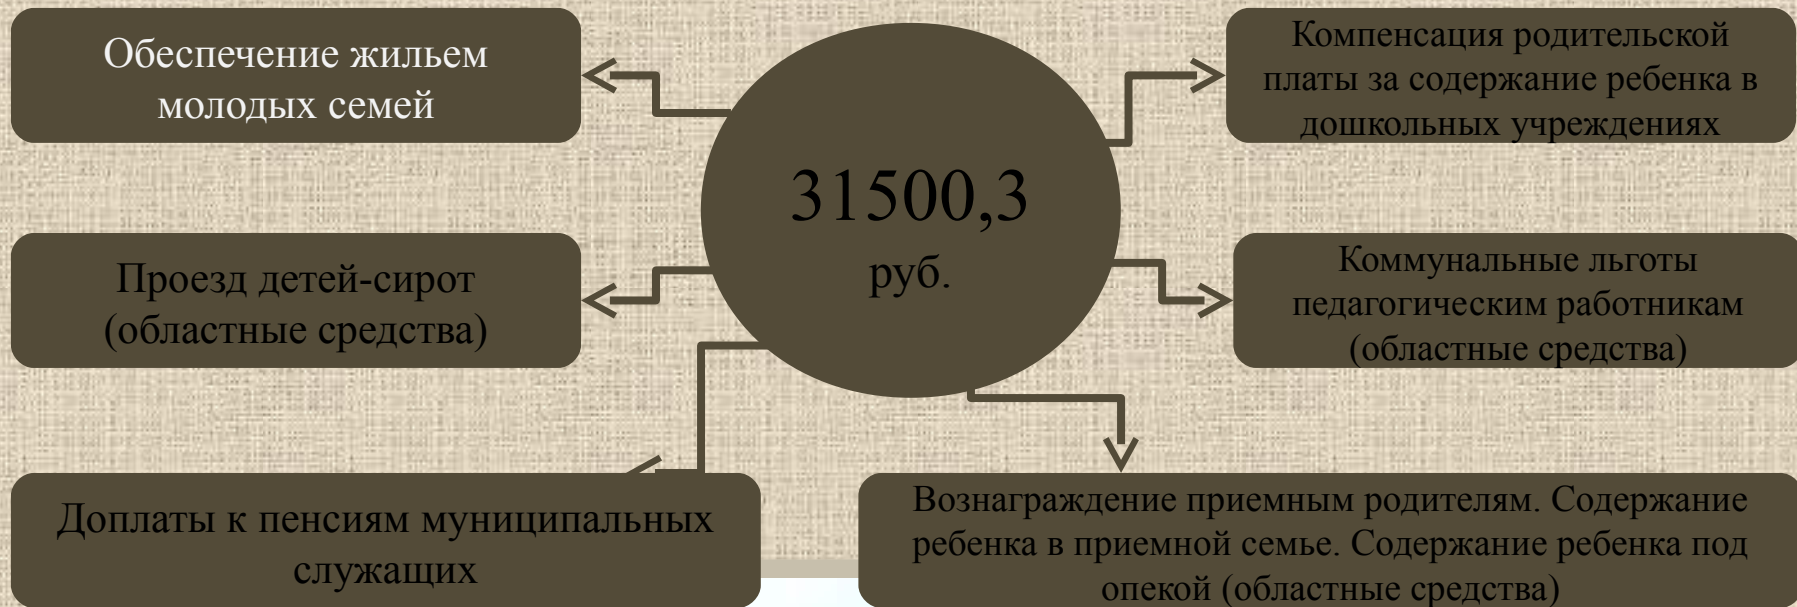 Обеспечение жильем
молодых семей
Компенсация родительской
платы за содержание ребенка в
дошкольных учреждениях
31500,3
руб.
Проезд детей-сирот
(областные средства)
Коммунальные льготы
педагогическим работникам
(областные средства)
Доплаты к пенсиям муниципальных
служащих
Вознаграждение приемным родителям. Содержание
ребенка в приемной семье. Содержание ребенка под
опекой (областные средства)